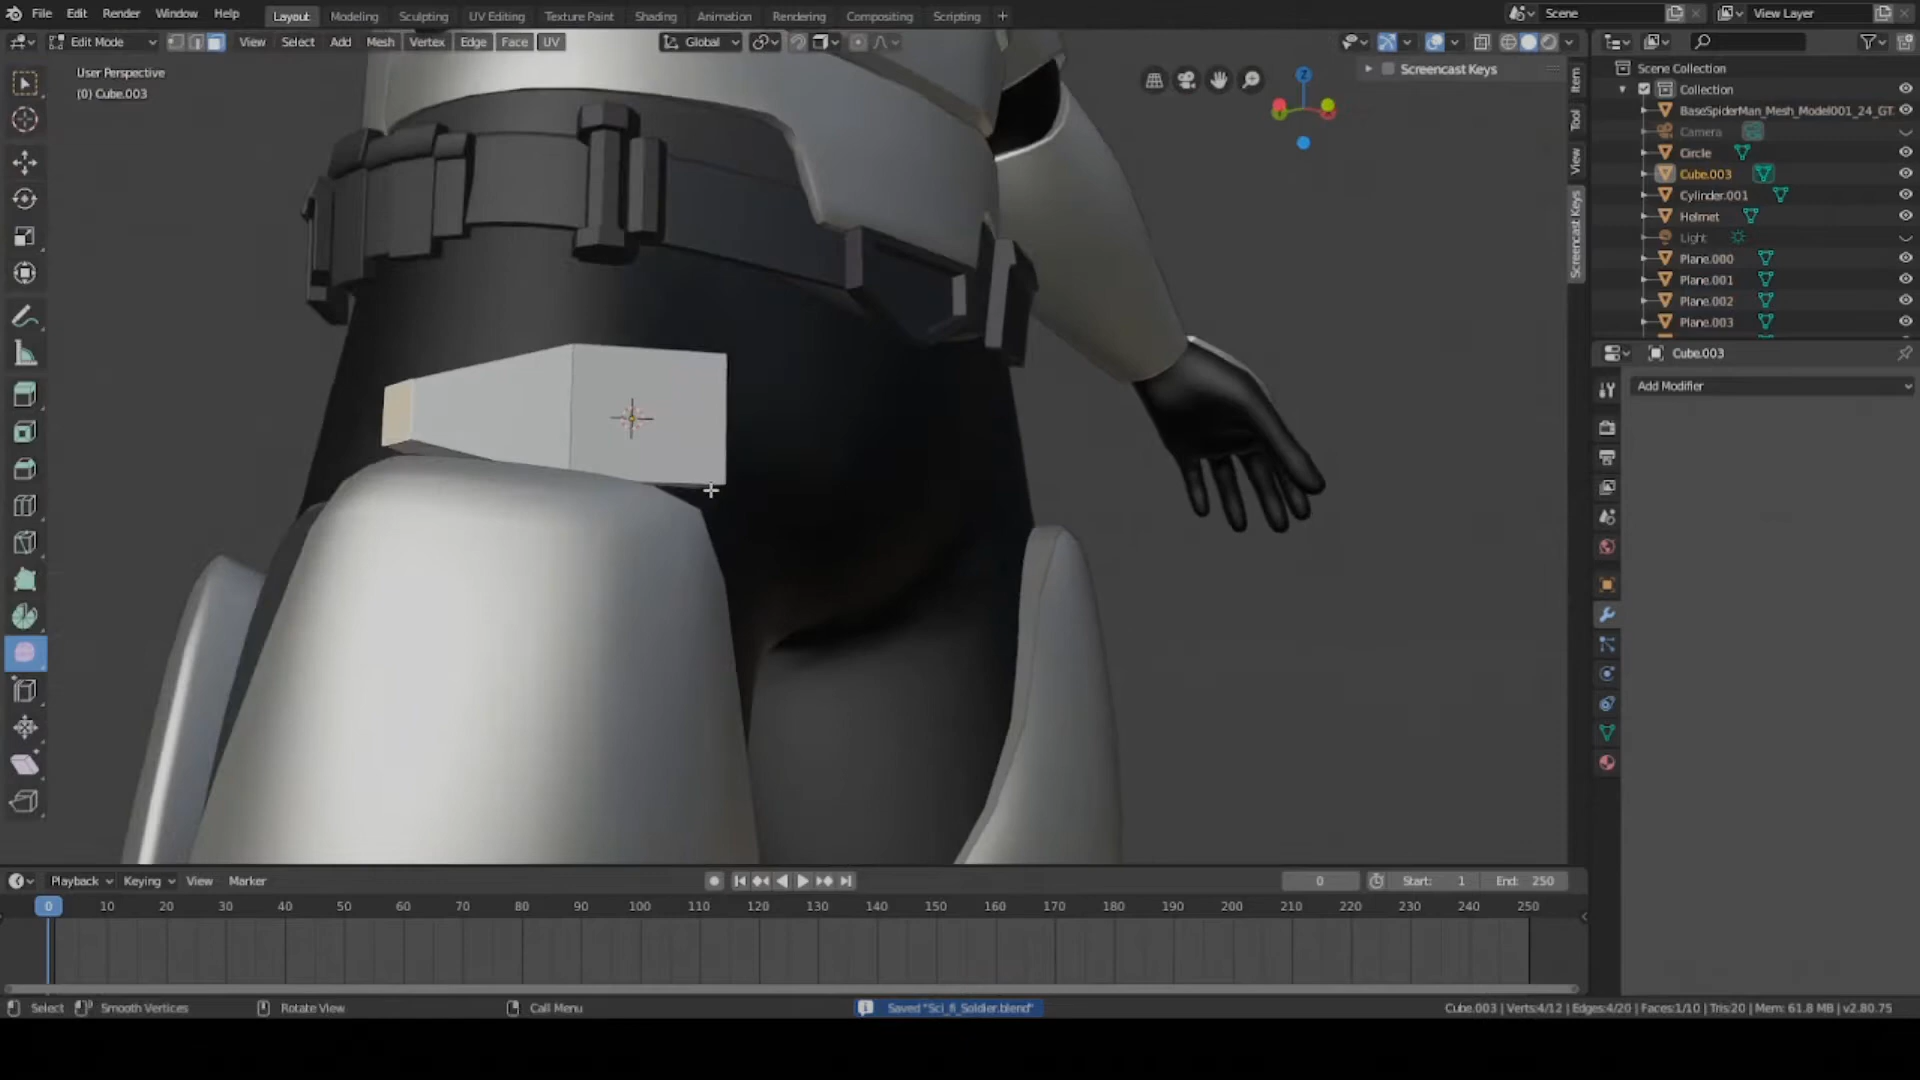 File Edit Render Window Help Layout Modeling Sculpting UV Editing Texture Paint Shading Animation Rendering Compositing Scripting + Scene View Layer
Edit Mode View Select Add Mesh Vertex Edge Face UV Global
User Perspective
(0) Cube.003
Screencast Keys
Item
Tool
View
Screencast Keys
Z
Scene Collection
Collection
BaseSpiderMan_Mesh_Model001_24_GT
Camera
Circle
Cube.003
Cylinder.001
Helmet
Light
Plane.000
Plane.001
Plane.002
Plane.003
Cube.003
Add Modifier
Playback Keying View Marker 0 Start: 1 End: 250
0 10 20 30 40 50 60 70 80 90 100 110 120 130 140 150 160 170 180 190 200 210 220 230 240 250
Select Smooth Vertices Rotate View Call Menu Saved "Sci_fi_Soldier.blend" Cube.003 | Verts:4/12 | Edges:4/20 | Faces:1/10 | Tris:20 | Mem: 61.8 MB | v2.80.75